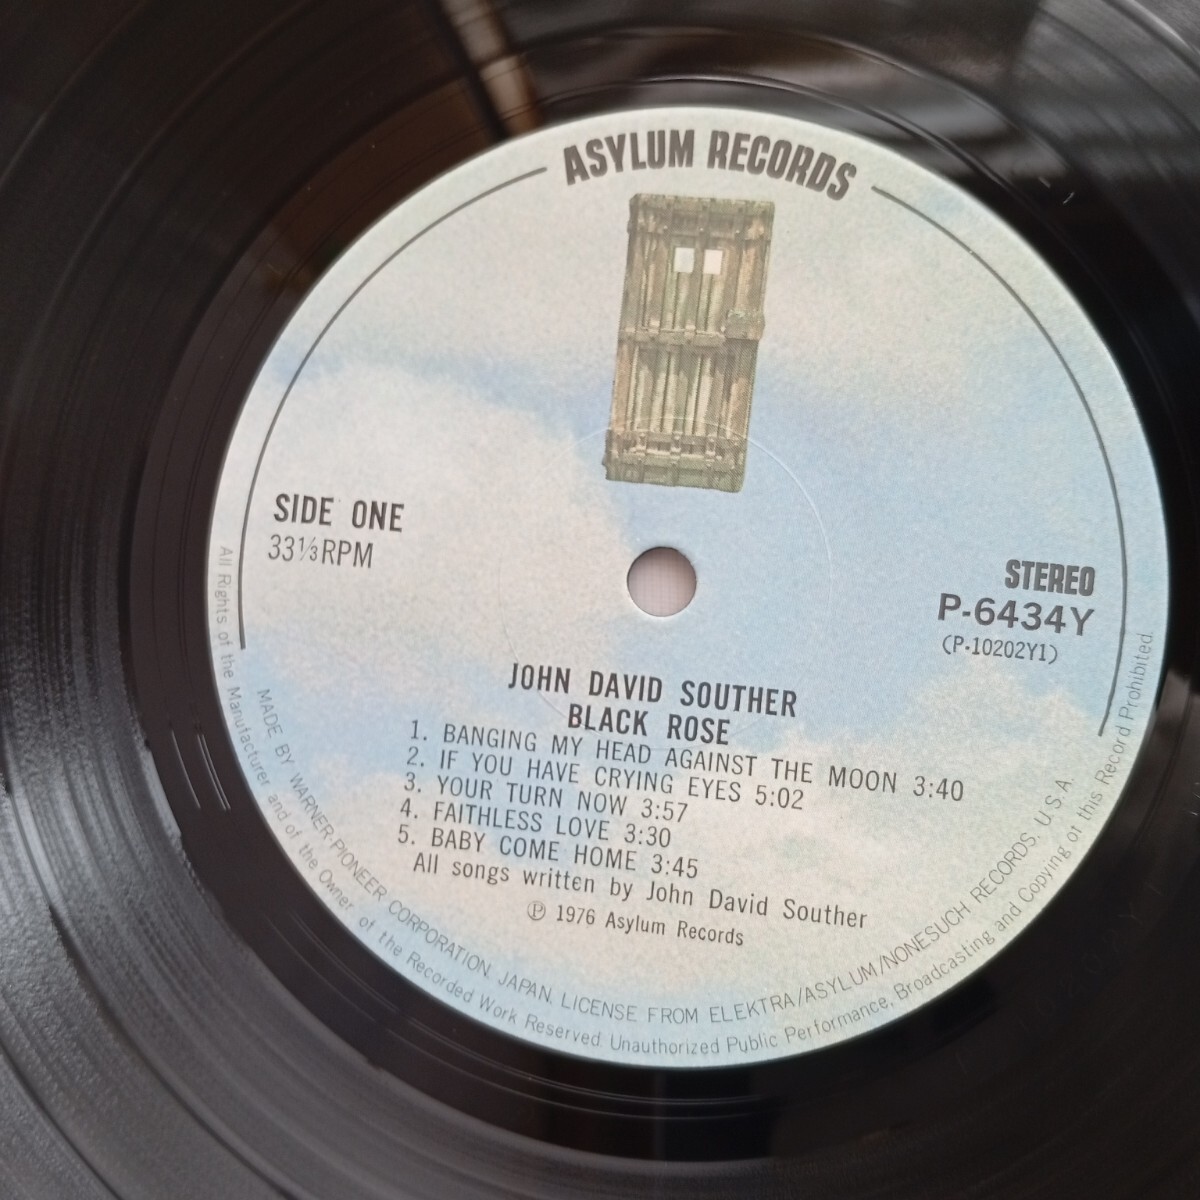 ASYLUM RECORDS
SIDE ONE
33⅓RPM
STEREO
P-6434Y
(P-10202Y1)
JOHN DAVID SOUTHER
BLACK ROSE
1. BANGING MY HEAD AGAINST THE MOON 3:40
2. IF YOU HAVE CRYING EYES 5:02
3. YOUR TURN NOW 3:57
4. FAITHLESS LOVE 3:30
5. BABY COME HOME 3:45
All songs written by John David Souther
℗ 1976 Asylum Records
MADE BY WARNER-PIONEER CORPORATION, JAPAN. LICENSE FROM ELEKTRA/ASYLUM/NONESUCH RECORDS, U.S.A.
All Rights of the Manufacturer and of the Owner of the Recorded Work Reserved. Unauthorized Public Performance, Broadcasting and Copying of this Record Prohibited.